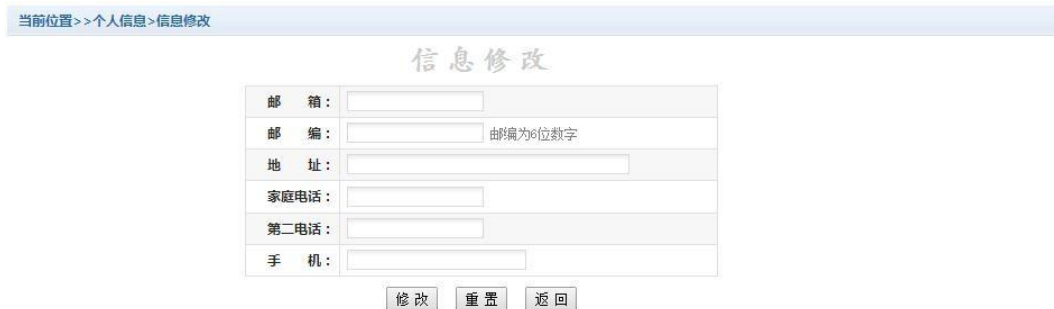 当前位置>>个人信息>信息修改
信息修改
邮 箱：
邮 编： 邮编为6位数字
地 址：
家庭电话：
第二电话：
手 机：
修改 重置 返回